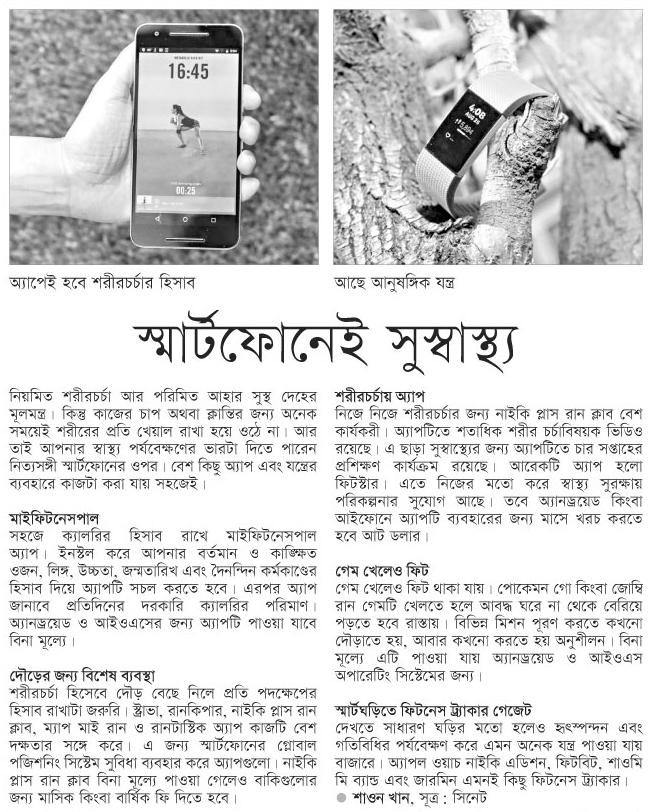 16:45
00:25
4:08
AUG 26
অ্যাপেই হবে শরীরচর্চার হিসাব
আছে আনুষঙ্গিক যন্ত্র
স্মার্টফোনেই সুস্বাস্থ্য
নিয়মিত শরীরচর্চা আর পরিমিত আহার সুস্থ দেহের
মূলমন্ত্র। কিন্তু কাজের চাপ অথবা ক্লান্তির জন্য অনেক
সময়েই শরীরের প্রতি খেয়াল রাখা হয়ে ওঠে না। আর
তাই আপনার স্বাস্থ্য পর্যবেক্ষণের ভারটা দিতে পারেন
নিত্যসঙ্গী স্মার্টফোনের ওপর। বেশ কিছু অ্যাপ এবং যন্ত্রের
ব্যবহারে কাজটা করা যায় সহজেই।
মাইফিটনেসপাল
সহজে ক্যালরির হিসাব রাখে মাইফিটনেসপাল
অ্যাপ। ইনস্টল করে আপনার বর্তমান ও কাঙ্ক্ষিত
ওজন, লিঙ্গ, উচ্চতা, জন্মতারিখ এবং দৈনন্দিন কর্মকাণ্ডের
হিসাব দিয়ে অ্যাপটি সচল করতে হবে। এরপর অ্যাপ
জানাবে প্রতিদিনের দরকারি ক্যালরির পরিমাণ।
অ্যানড্রয়েড ও আইওএসের জন্য অ্যাপটি পাওয়া যাবে
বিনা মূল্যে।
দৌড়ের জন্য বিশেষ ব্যবস্থা
শরীরচর্চা হিসেবে দৌড় বেছে নিলে প্রতি পদক্ষেপের
হিসাব রাখাটা জরুরি। স্ট্রাভা, রানকিপার, নাইকি প্লাস রান
ক্লাব, ম্যাপ মাই রান ও রানটাস্টিক অ্যাপ কাজটি বেশ
দক্ষতার সঙ্গে করে। এ জন্য স্মার্টফোনের গ্লোবাল
পজিশনিং সিস্টেম সুবিধা ব্যবহার করে অ্যাপগুলো। নাইকি
প্লাস রান ক্লাব বিনা মূল্যে পাওয়া গেলেও বাকিগুলোর
জন্য মাসিক কিংবা বার্ষিক ফি দিতে হবে।
শরীরচর্চায় অ্যাপ
নিজে নিজে শরীরচর্চার জন্য নাইকি প্লাস রান ক্লাব বেশ
কার্যকরী। অ্যাপটিতে শতাধিক শরীর চর্চাবিষয়ক ভিডিও
রয়েছে। এ ছাড়া সুস্বাস্থ্যের জন্য অ্যাপটিতে চার সপ্তাহের
প্রশিক্ষণ কার্যক্রম রয়েছে। আরেকটি অ্যাপ হলো
ফিটস্টার। এতে নিজের মতো করে স্বাস্থ্য সুরক্ষায়
পরিকল্পনার সুযোগ আছে। তবে অ্যানড্রয়েড কিংবা
আইফোনে অ্যাপটি ব্যবহারের জন্য মাসে খরচ করতে
হবে আট ডলার।
গেম খেলেও ফিট
গেম খেলেও ফিট থাকা যায়। পোকেমন গো কিংবা জোম্বি
রান গেমটি খেলতে হলে আবদ্ধ ঘরে না থেকে বেরিয়ে
পড়তে হবে রাস্তায়। বিভিন্ন মিশন পূরণ করতে কখনো
দৌড়াতে হয়, আবার কখনো করতে হয় অনুশীলন। বিনা
মূল্যে এটি পাওয়া যায় অ্যানড্রয়েড ও আইওএস
অপারেটিং সিস্টেমের জন্য।
স্মার্টঘড়িতে ফিটনেস ট্র্যাকার গেজেট
দেখতে সাধারণ ঘড়ির মতো হলেও হৃৎস্পন্দন এবং
গতিবিধির পর্যবেক্ষণ করে এমন অনেক যন্ত্র পাওয়া যায়
বাজারে। অ্যাপল ওয়াচ নাইকি এডিশন, ফিটবিট, শাওমি
মি ব্যান্ড এবং জারমিন এমনই কিছু ফিটনেস ট্র্যাকার।
● শাওন খান, সূত্র : সিনেট